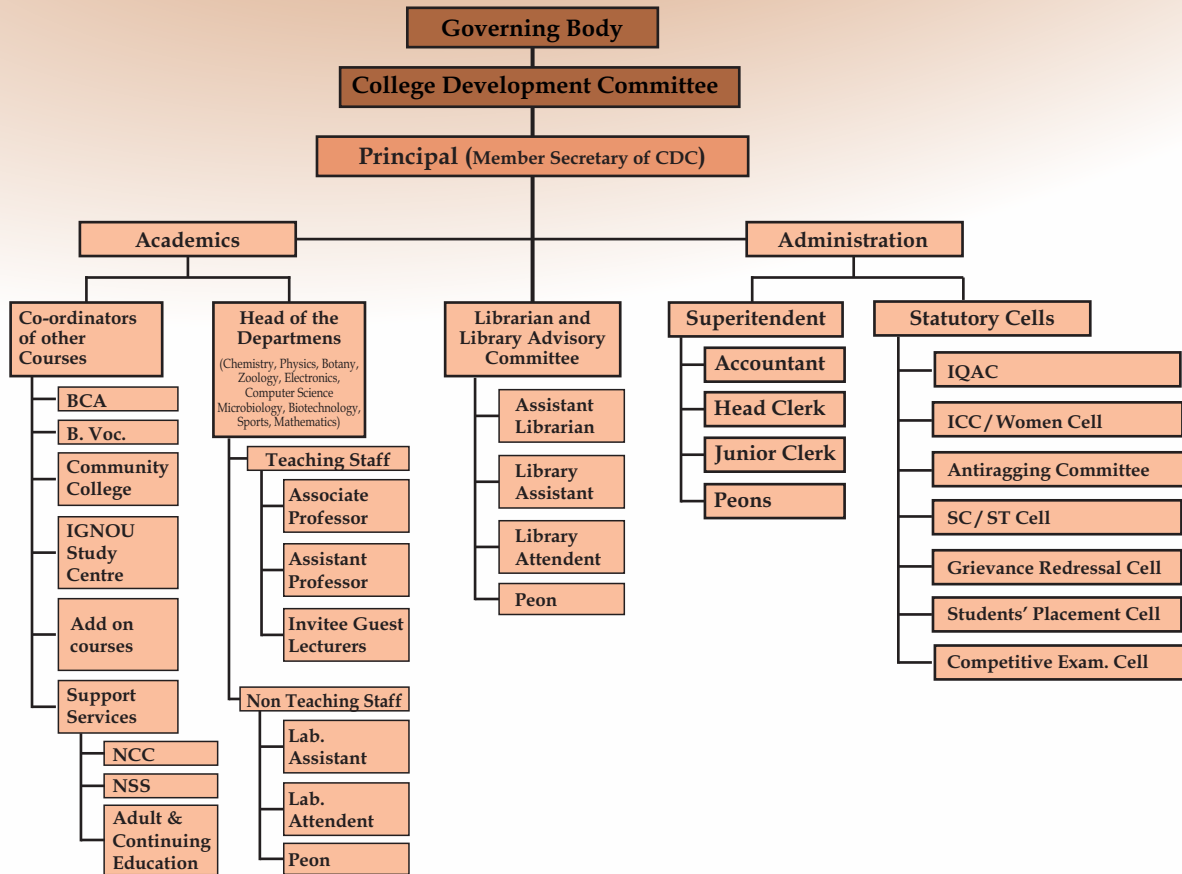 Governing Body
College Development Committee
Principal (Member Secretary of CDC)
Academics
Administration
Co-ordinators
of other
Courses
BCA
B. Voc.
Community
College
IGNOU
Study
Centre
Add on
courses
Support
Services
NCC
NSS
Adult &
Continuing
Education
Head of the
Departmens
(Chemistry, Physics, Botany,
Zoology, Electronics,
Computer Science
Microbiology, Biotechnology,
Sports, Mathematics)
Teaching Staff
Associate
Professor
Assistant
Professor
Invitee Guest
Lecturers
Non Teaching Staff
Lab.
Assistant
Lab.
Attendent
Peon
Librarian and
Library Advisory
Committee
Assistant
Librarian
Library
Assistant
Library
Attendent
Peon
Superitendent
Accountant
Head Clerk
Junior Clerk
Peons
Statutory Cells
IQAC
ICC / Women Cell
Antiragging Committee
SC / ST Cell
Grievance Redressal Cell
Students’ Placement Cell
Competitive Exam. Cell